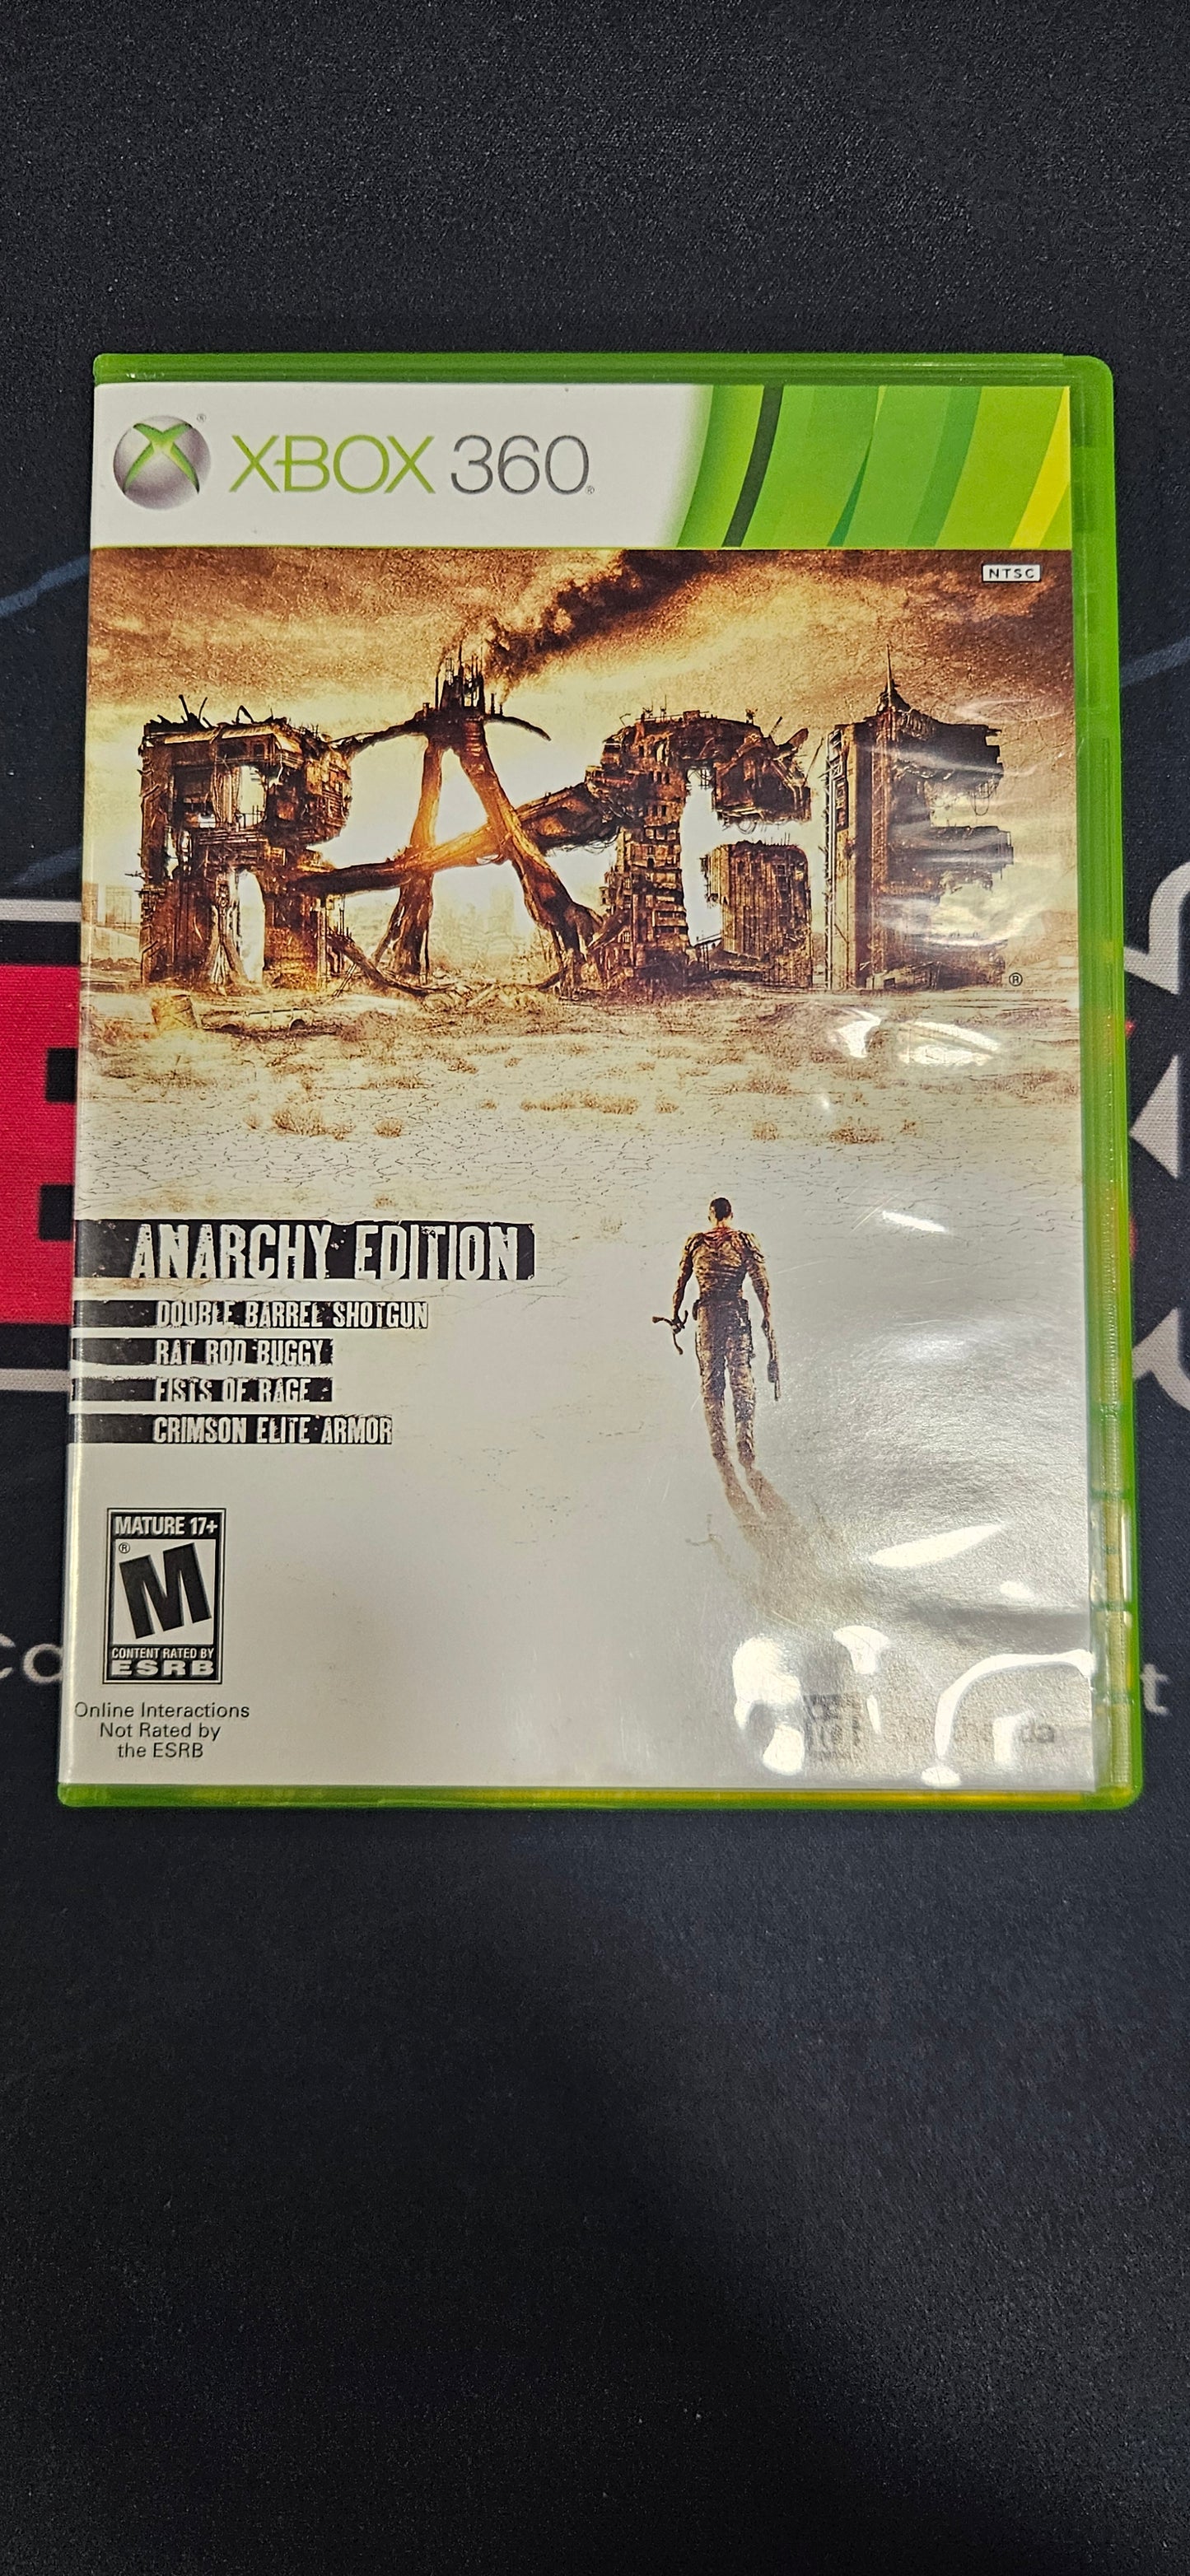 XBOX 360®
NTSC
RAGE®
ANARCHY EDITION
DOUBLE BARREL SHOTGUN
RAT ROD BUGGY
FISTS OF RAGE
CRIMSON ELITE ARMOR
MATURE 17+
M®
CONTENT RATED BY
ESRB
Online Interactions
Not Rated by
the ESRB